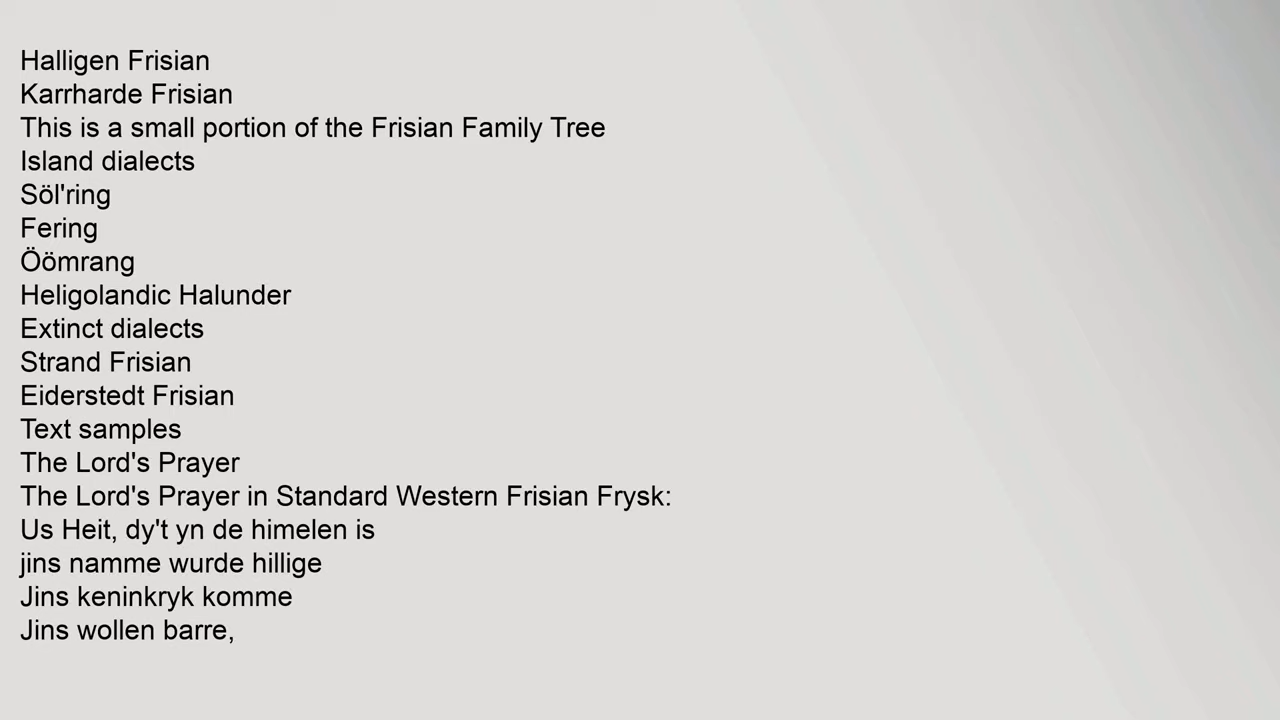 Halligen Frisian
Karrharde Frisian
This is a small portion of the Frisian Family Tree
Island dialects
Söl'ring
Fering
Öömrang
Heligolandic Halunder
Extinct dialects
Strand Frisian
Eiderstedt Frisian
Text samples
The Lord's Prayer
The Lord's Prayer in Standard Western Frisian Frysk:
Us Heit, dy't yn de himelen is
jins namme wurde hillige
Jins keninkryk komme
Jins wollen barre,